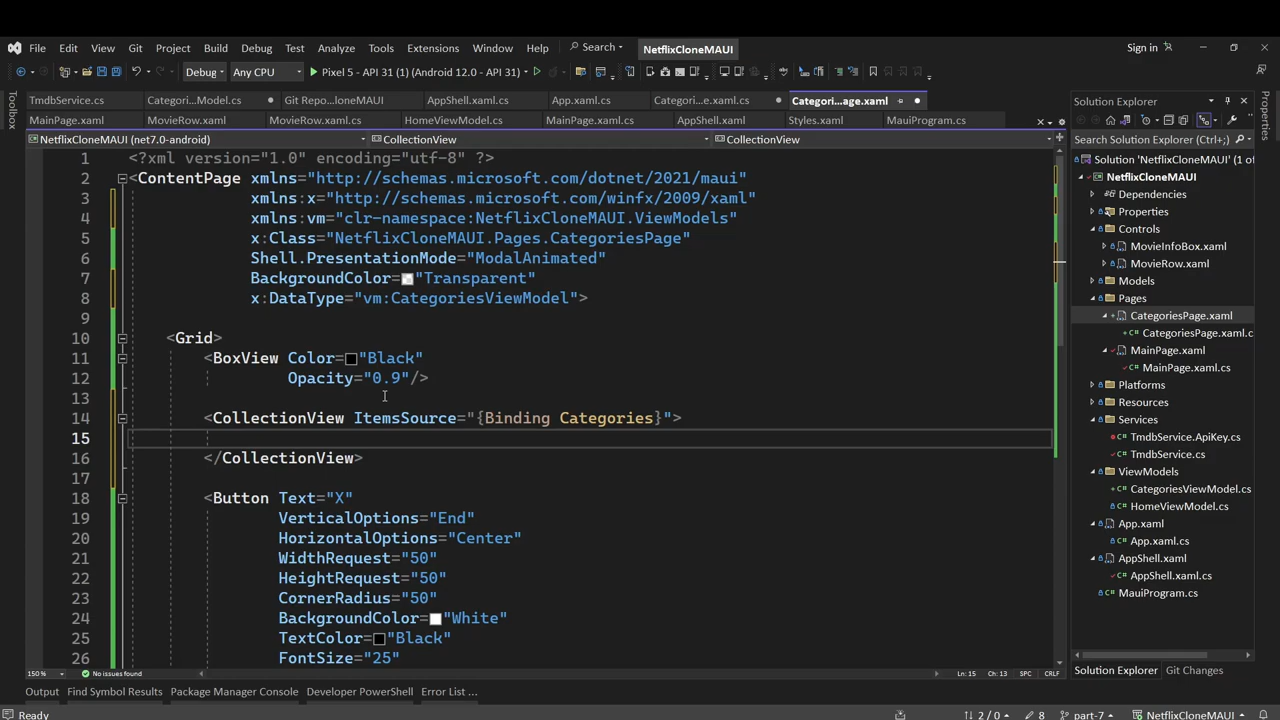 File Edit View Git Project Build Debug Test Analyze Tools Extensions Window Help Search NetflixCloneMAUI Sign in
Debug Any CPU Pixel 5 - API 31 (1) (Android 12.0 - API 31)
Toolbox
TmdbService.cs Categori...Model.cs Git Repo...loneMAUI AppShell.xaml.cs App.xaml.cs Categori...e.xaml.cs Categori...age.xaml
MainPage.xaml MovieRow.xaml MovieRow.xaml.cs HomeViewModel.cs MainPage.xaml.cs AppShell.xaml Styles.xaml MauiProgram.cs
NetflixCloneMAUI (net7.0-android) CollectionView CollectionView
1 <?xml version="1.0" encoding="utf-8" ?>
2 <ContentPage xmlns="http://schemas.microsoft.com/dotnet/2021/maui"
3 xmlns:x="http://schemas.microsoft.com/winfx/2009/xaml"
4 xmlns:vm="clr-namespace:NetflixCloneMAUI.ViewModels"
5 x:Class="NetflixCloneMAUI.Pages.CategoriesPage"
6 Shell.PresentationMode="ModalAnimated"
7 BackgroundColor="Transparent"
8 x:DataType="vm:CategoriesViewModel">
9
10 <Grid>
11 <BoxView Color="Black"
12 Opacity="0.9"/>
13
14 <CollectionView ItemsSource="{Binding Categories}">
15
16 </CollectionView>
17
18 <Button Text="X"
19 VerticalOptions="End"
20 HorizontalOptions="Center"
21 WidthRequest="50"
22 HeightRequest="50"
23 CornerRadius="50"
24 BackgroundColor="White"
25 TextColor="Black"
26 FontSize="25"
150 % No issues found Ln: 15 Ch: 13 SPC CRLF
Output Find Symbol Results Package Manager Console Developer PowerShell Error List ...
Ready 2 / 0 8 part-7 NetflixCloneMAUI
Solution Explorer
Search Solution Explorer (Ctrl+;)
Solution 'NetflixCloneMAUI' (1 of
NetflixCloneMAUI
Dependencies
Properties
Controls
MovieInfoBox.xaml
MovieRow.xaml
Models
Pages
CategoriesPage.xaml
CategoriesPage.xaml.c
MainPage.xaml
MainPage.xaml.cs
Platforms
Resources
Services
TmdbService.ApiKey.cs
TmdbService.cs
ViewModels
CategoriesViewModel.cs
HomeViewModel.cs
App.xaml
App.xaml.cs
AppShell.xaml
AppShell.xaml.cs
MauiProgram.cs
Solution Explorer Git Changes
Properties